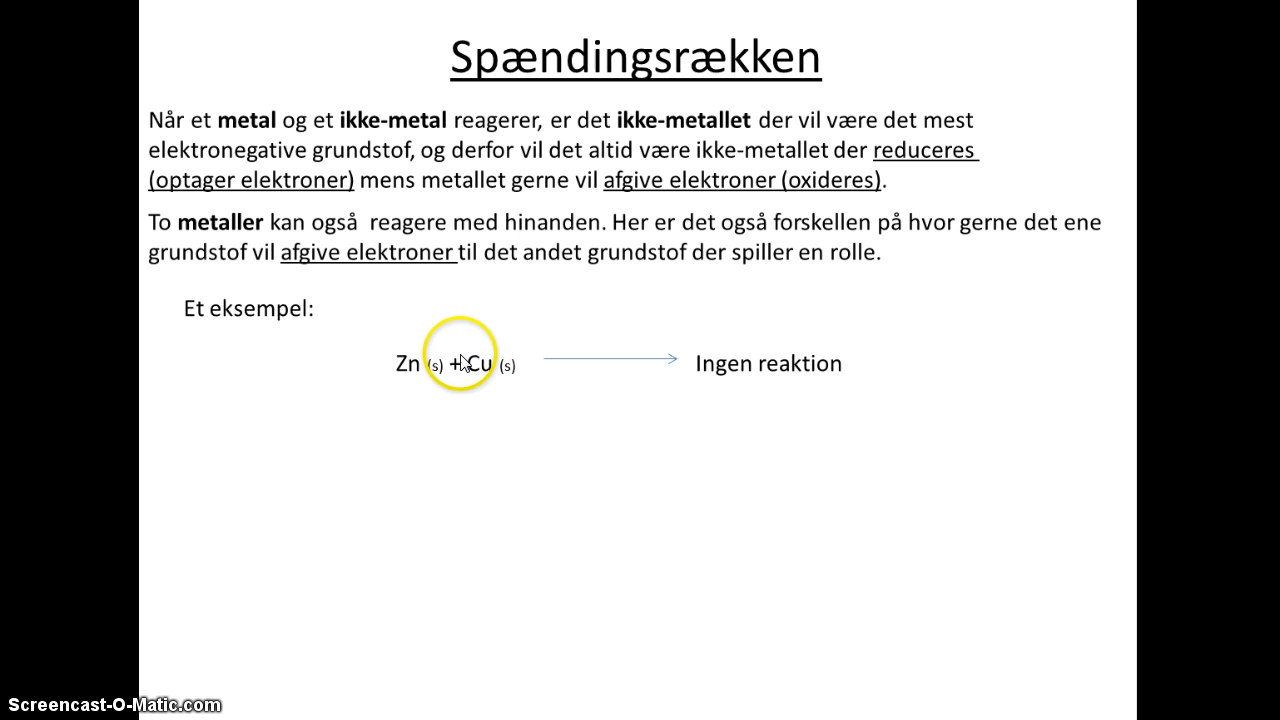 Spændingsrækken
Når et metal og et ikke-metal reagerer, er det ikke-metallet der vil være det mest
elektronegative grundstof, og derfor vil det altid være ikke-metallet der reduceres
(optager elektroner) mens metallet gerne vil afgive elektroner (oxideres).
To metaller kan også reagere med hinanden. Her er det også forskellen på hvor gerne det ene
grundstof vil afgive elektroner til det andet grundstof der spiller en rolle.
Et eksempel:
Zn (s) + Cu (s) Ingen reaktion
Screencast-O-Matic.com